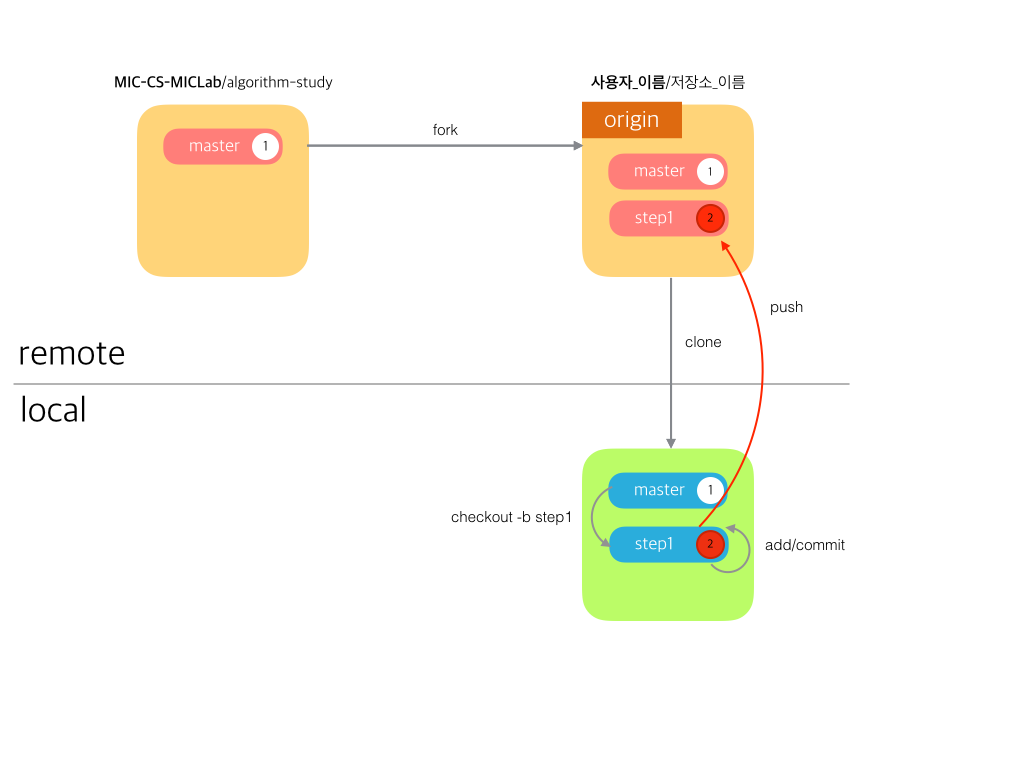 MIC-CS-MICLab/algorithm-study
master 1
fork
사용자_이름/저장소_이름
origin
master 1
step1 2
push
clone
remote
local
master 1
checkout -b step1
step1 2
add/commit